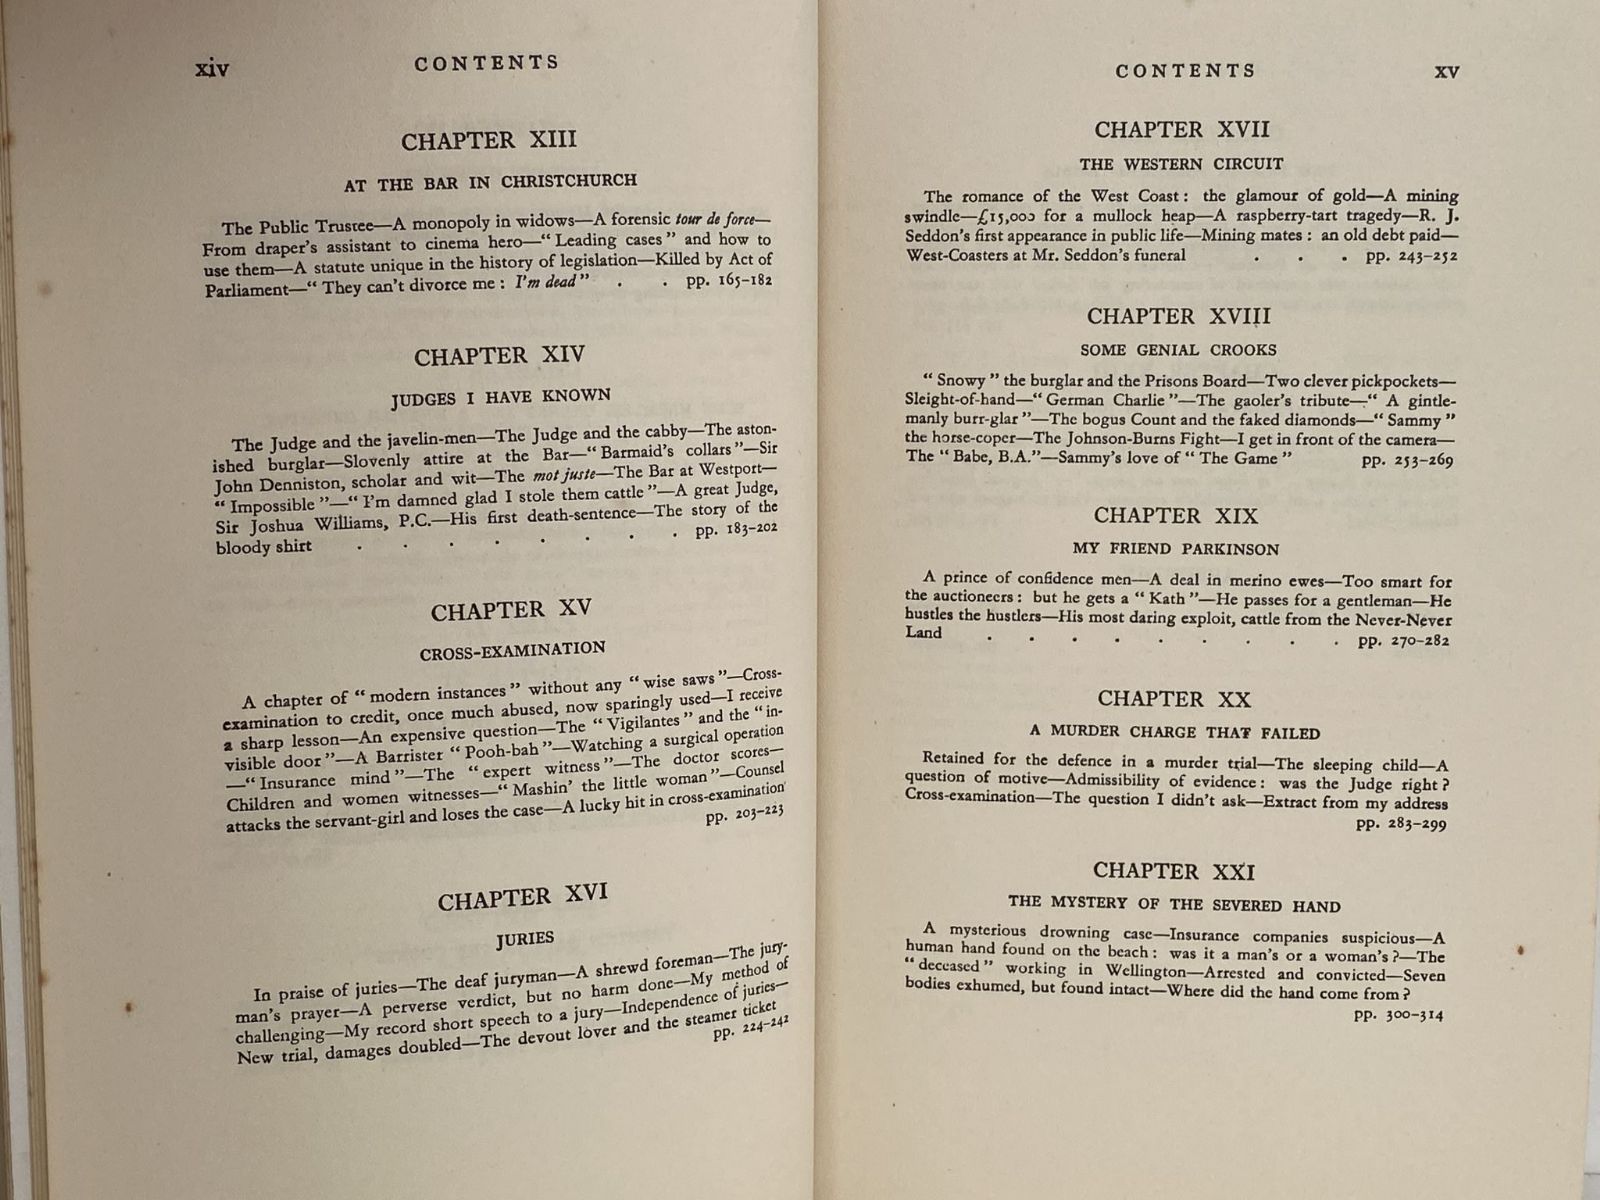 xiv CONTENTS
CHAPTER XIII
AT THE BAR IN CHRISTCHURCH
The Public Trustee—A monopoly in widows—A forensic tour de force—
From draper's assistant to cinema hero—“Leading cases” and how to
use them—A statute unique in the history of legislation—Killed by Act of
Parliament—“They can't divorce me: I'm dead” . . pp. 165-182
CHAPTER XIV
JUDGES I HAVE KNOWN
The Judge and the javelin-men—The Judge and the cabby—The aston-
ished burglar—Slovenly attire at the Bar—“Barmaid's collars”—Sir
John Denniston, scholar and wit—The mot juste—The Bar at Westport—
“Impossible”—“I'm damned glad I stole them cattle”—A great Judge,
Sir Joshua Williams, P.C.—His first death-sentence—The story of the
bloody shirt . . . . . . . . pp. 183-202
CHAPTER XV
CROSS-EXAMINATION
A chapter of “modern instances” without any “wise saws”—Cross-
examination to credit, once much abused, now sparingly used—I receive
a sharp lesson—An expensive question—The “Vigilantes” and the “in-
visible door”—A Barrister “Pooh-bah”—Watching a surgical operation
—“Insurance mind”—The “expert witness”—The doctor scores—
Children and women witnesses—“Mashin' the little woman”—Counsel
attacks the servant-girl and loses the case—A lucky hit in cross-examination
pp. 203-223
CHAPTER XVI
JURIES
In praise of juries—The deaf juryman—A shrewd foreman—The jury-
man's prayer—A perverse verdict, but no harm done—My method of
challenging—My record short speech to a jury—Independence of juries—
New trial, damages doubled—The devout lover and the steamer ticket
pp. 224-242
CONTENTS xv
CHAPTER XVII
THE WESTERN CIRCUIT
The romance of the West Coast: the glamour of gold—A mining
swindle—£15,000 for a mullock heap—A raspberry-tart tragedy—R. J.
Seddon's first appearance in public life—Mining mates: an old debt paid—
West-Coasters at Mr. Seddon's funeral . . . pp. 243-252
CHAPTER XVIII
SOME GENIAL CROOKS
“Snowy” the burglar and the Prisons Board—Two clever pickpockets—
Sleight-of-hand—“German Charlie”—The gaoler's tribute—“A gintle-
manly burr-glar”—The bogus Count and the faked diamonds—“Sammy”
the horse-coper—The Johnson-Burns Fight—I get in front of the camera—
The “Babe, B.A.”—Sammy's love of “The Game” pp. 253-269
CHAPTER XIX
MY FRIEND PARKINSON
A prince of confidence men—A deal in merino ewes—Too smart for
the auctioneers: but he gets a “Kath”—He passes for a gentleman—He
hustles the hustlers—His most daring exploit, cattle from the Never-Never
Land . . . . . . . . . pp. 270-282
CHAPTER XX
A MURDER CHARGE THAT FAILED
Retained for the defence in a murder trial—The sleeping child—A
question of motive—Admissibility of evidence: was the Judge right?
Cross-examination—The question I didn't ask—Extract from my address
pp. 283-299
CHAPTER XXI
THE MYSTERY OF THE SEVERED HAND
A mysterious drowning case—Insurance companies suspicious—A
human hand found on the beach: was it a man's or a woman's?—The
“deceased” working in Wellington—Arrested and convicted—Seven
bodies exhumed, but found intact—Where did the hand come from?
pp. 300-314